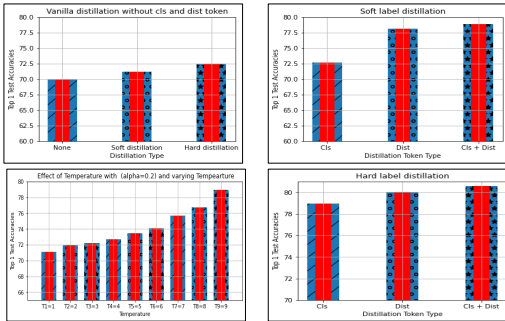 Vanilla distillation without cls and dist token
Top 1 Test Accuracies
80.0
77.5
75.0
72.5
70.0
67.5
65.0
62.5
60.0
None Soft distillation Hard distillation
Distillation Type
Soft label distillation
Top 1 Test Accuracies
80.0
77.5
75.0
72.5
70.0
67.5
65.0
62.5
60.0
Cls Dist Cls + Dist
Distillation Token Type
Effect of Temperature with (alpha=0.2) and varying Tempearture
Top 1 Test Accuracies
80
78
76
74
72
70
68
66
T1=1 T2=2 T3=3 T4=4 T5=5 T6=6 T7=7 T8=8 T9=9
Temperature
Hard label distillation
Top 1 Test Accuracies
80
78
76
74
72
70
Cls Dist Cls + Dist
Distillation Token Type